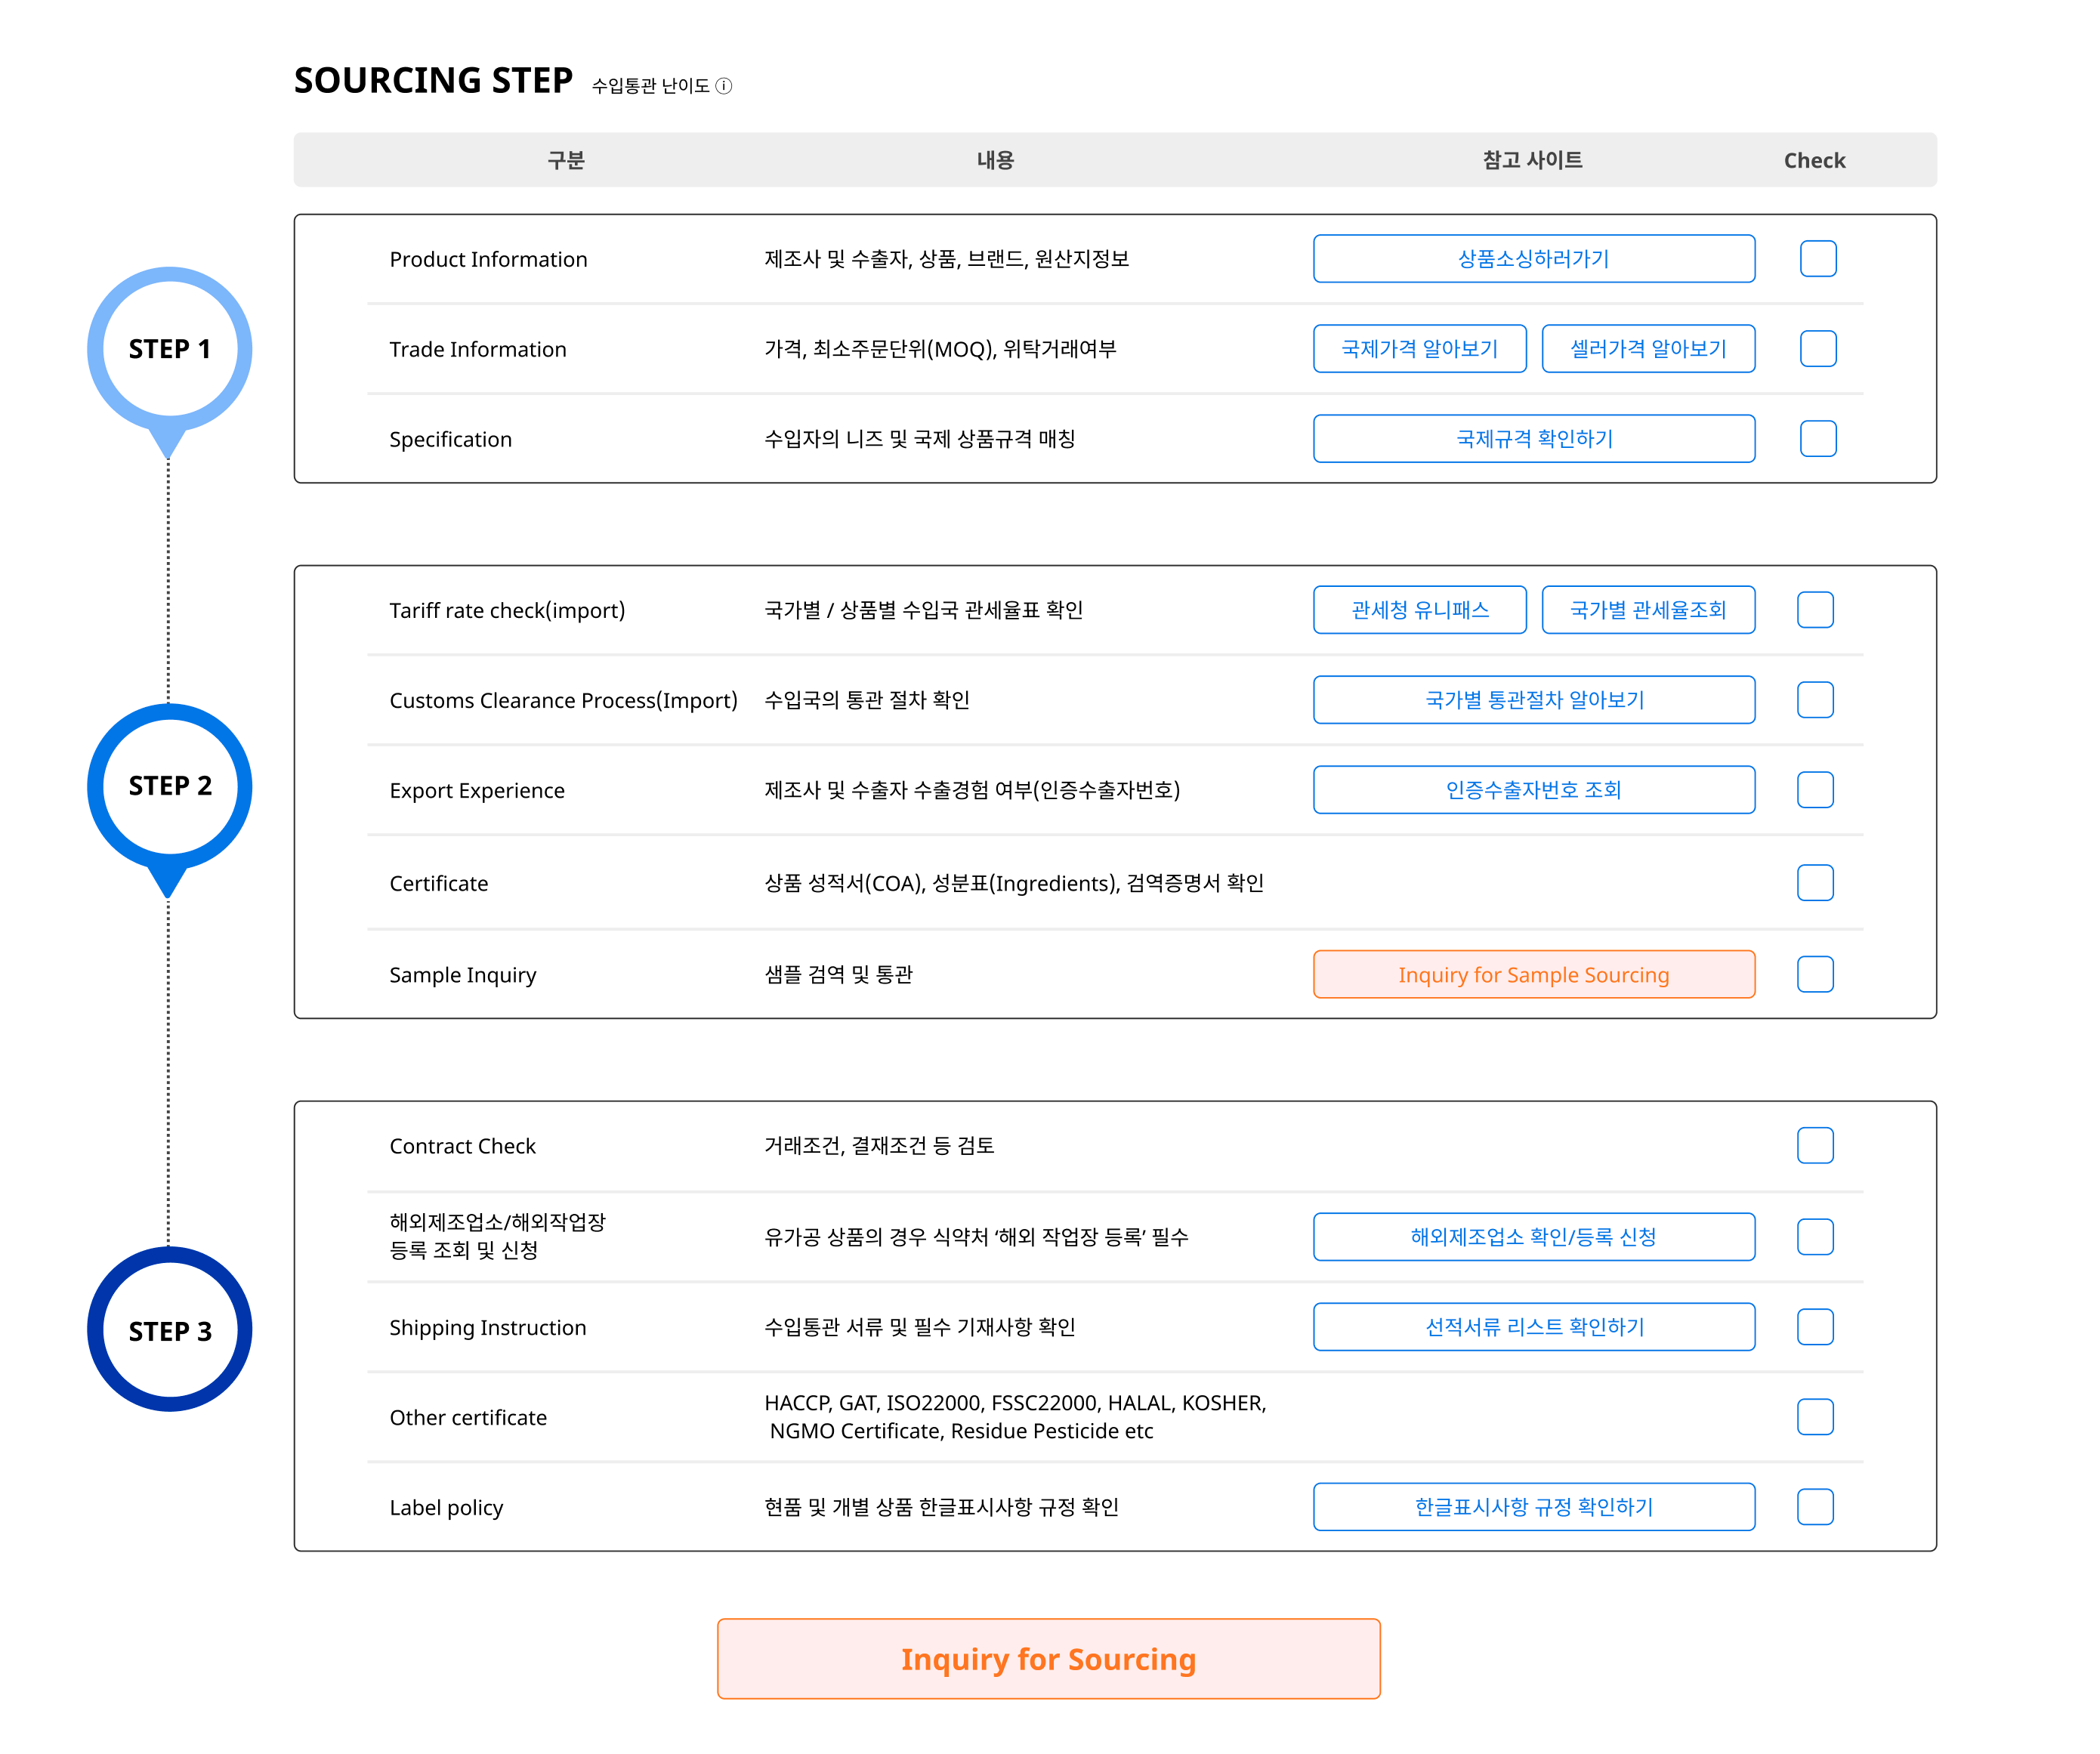 SOURCING STEP 수입통관 난이도 ⓘ
구분 내용 참고 사이트 Check
STEP 1
Product Information 제조사 및 수출자, 상품, 브랜드, 원산지정보 상품소싱하러가기
Trade Information 가격, 최소주문단위(MOQ), 위탁거래여부 국제가격 알아보기 셀러가격 알아보기
Specification 수입자의 니즈 및 국제 상품규격 매칭 국제규격 확인하기
STEP 2
Tariff rate check(import) 국가별 / 상품별 수입국 관세율표 확인 관세청 유니패스 국가별 관세율조회
Customs Clearance Process(Import) 수입국의 통관 절차 확인 국가별 통관절차 알아보기
Export Experience 제조사 및 수출자 수출경험 여부(인증수출자번호) 인증수출자번호 조회
Certificate 상품 성적서(COA), 성분표(Ingredients), 검역증명서 확인
Sample Inquiry 샘플 검역 및 통관 Inquiry for Sample Sourcing
STEP 3
Contract Check 거래조건, 결재조건 등 검토
해외제조업소/해외작업장
등록 조회 및 신청
유가공 상품의 경우 식약처 ‘해외 작업장 등록’ 필수 해외제조업소 확인/등록 신청
Shipping Instruction 수입통관 서류 및 필수 기재사항 확인 선적서류 리스트 확인하기
Other certificate
HACCP, GAT, ISO22000, FSSC22000, HALAL, KOSHER,
NGMO Certificate, Residue Pesticide etc
Label policy 현품 및 개별 상품 한글표시사항 규정 확인 한글표시사항 규정 확인하기
Inquiry for Sourcing